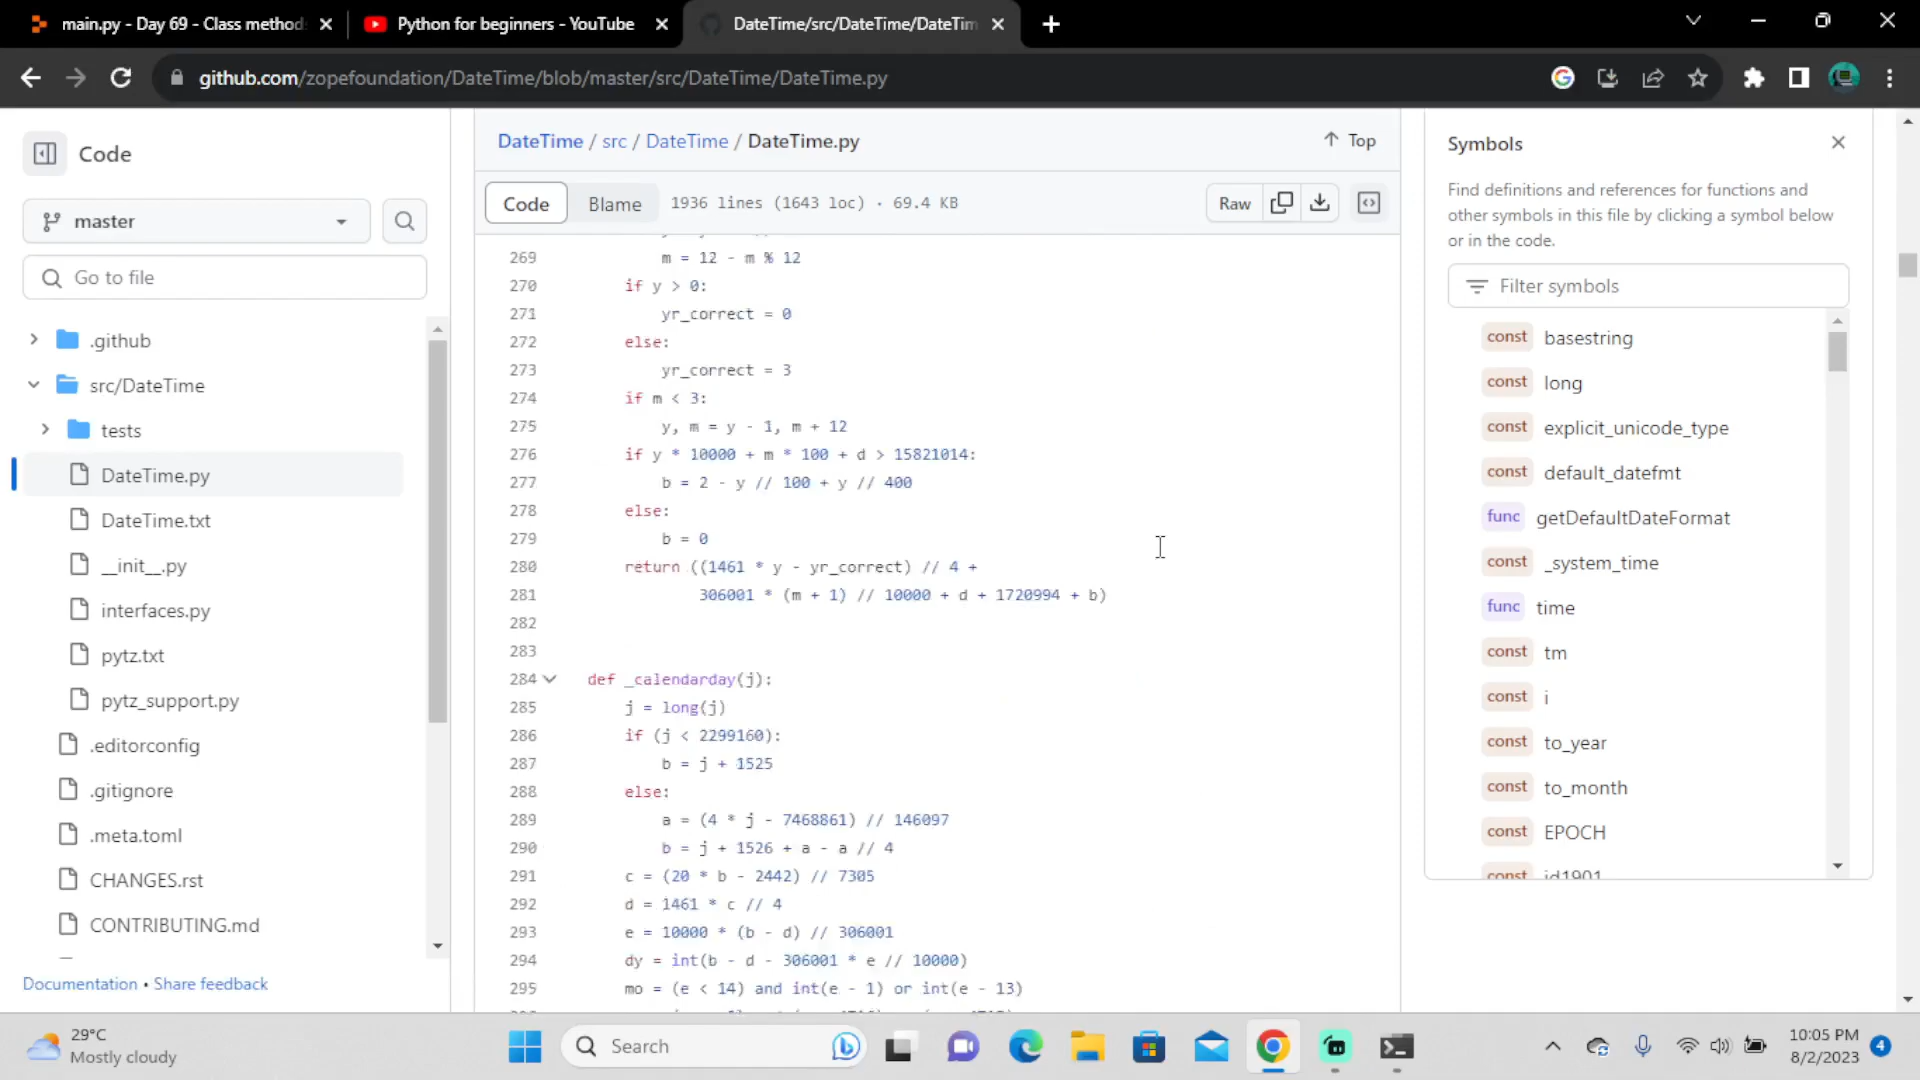 main.py - Day 69 - Class method
Python for beginners - YouTube
DateTime/src/DateTime/DateTim
github.com/zopefoundation/DateTime/blob/master/src/DateTime/DateTime.py
Code
master
Go to file
.github
src/DateTime
tests
DateTime.py
DateTime.txt
__init__.py
interfaces.py
pytz.txt
pytz_support.py
.editorconfig
.gitignore
.meta.toml
CHANGES.rst
CONTRIBUTING.md
Documentation • Share feedback
DateTime / src / DateTime / DateTime.py
Top
Code Blame 1936 lines (1643 loc) · 69.4 KB
Raw
269 m = 12 - m % 12
270 if y > 0:
271 yr_correct = 0
272 else:
273 yr_correct = 3
274 if m < 3:
275 y, m = y - 1, m + 12
276 if y * 10000 + m * 100 + d > 15821014:
277 b = 2 - y // 100 + y // 400
278 else:
279 b = 0
280 return ((1461 * y - yr_correct) // 4 +
281 306001 * (m + 1) // 10000 + d + 1720994 + b)
282
283
284 def _calendarday(j):
285 j = long(j)
286 if (j < 2299160):
287 b = j + 1525
288 else:
289 a = (4 * j - 7468861) // 146097
290 b = j + 1526 + a - a // 4
291 c = (20 * b - 2442) // 7305
292 d = 1461 * c // 4
293 e = 10000 * (b - d) // 306001
294 dy = int(b - d - 306001 * e // 10000)
295 mo = (e < 14) and int(e - 1) or int(e - 13)
Symbols
Find definitions and references for functions and
other symbols in this file by clicking a symbol below
or in the code.
Filter symbols
const basestring
const long
const explicit_unicode_type
const default_datefmt
func getDefaultDateFormat
const _system_time
func time
const tm
const i
const to_year
const to_month
const EPOCH
const jd1901
29°C
Mostly cloudy
Search
10:05 PM
8/2/2023
4